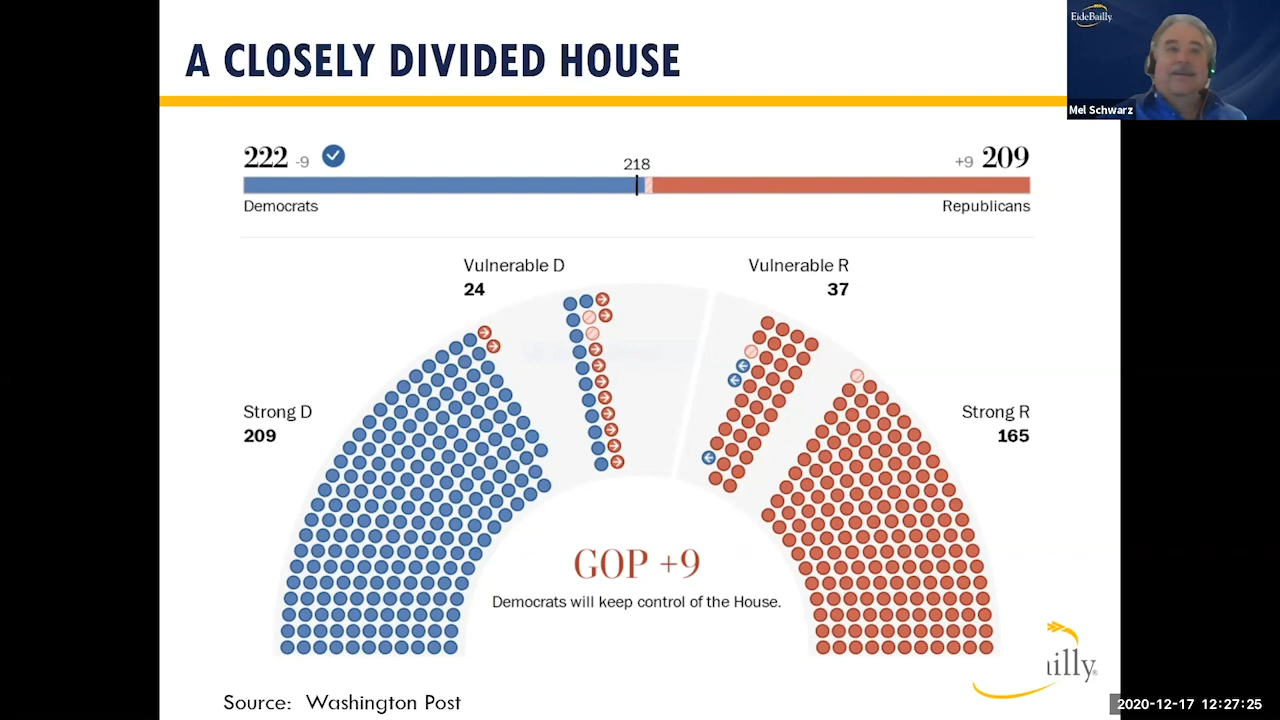 A CLOSELY DIVIDED HOUSE
EideBailly
Mel Schwarz
222 -9
218
+9 209
Democrats
Republicans
Vulnerable D
24
Vulnerable R
37
Strong D
209
Strong R
165
GOP +9
Democrats will keep control of the House.
illy®
Source: Washington Post
2020-12-17 12:27:25